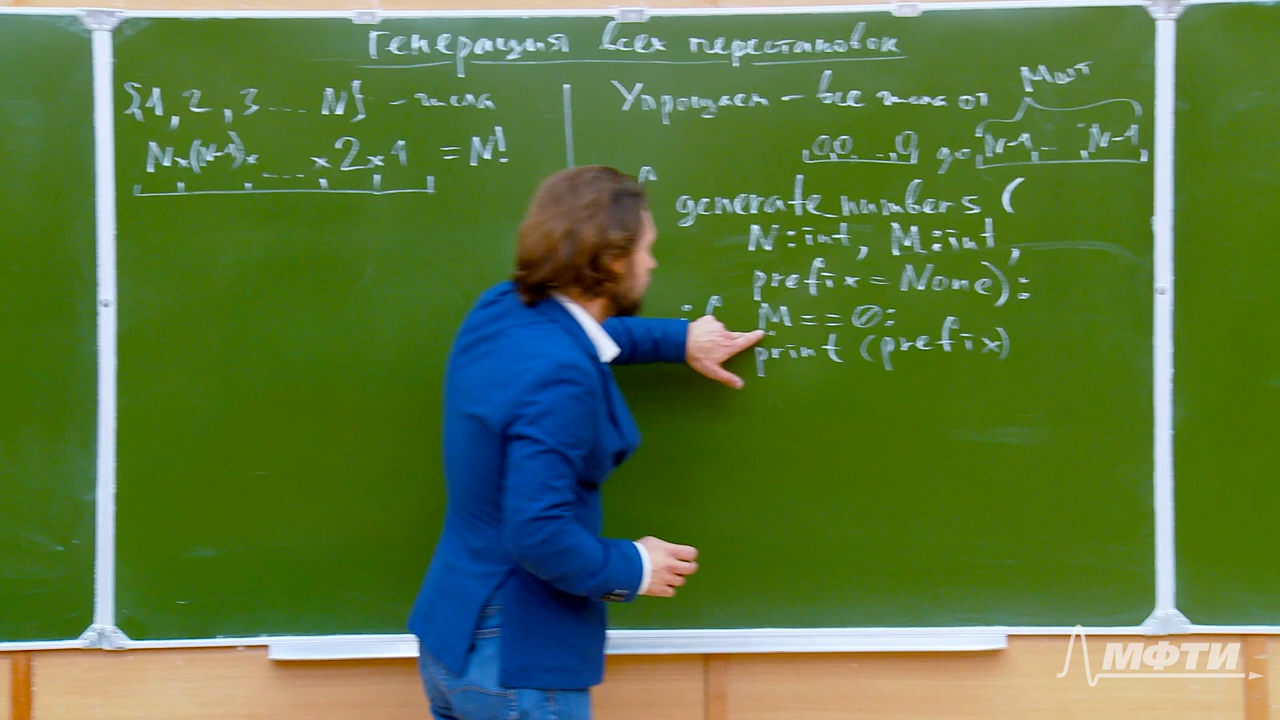 Генерация всех перестановок
{1, 2, 3 ... N} - числа
N x (N-1) x ... x 2 x 1 = N!
Упрощаем - все числа от
M шт
00...0 до N-1 ... N-1
generate_numbers (
N:int, M:int,
prefix = None):
if M == 0:
print (prefix)
МФТИ